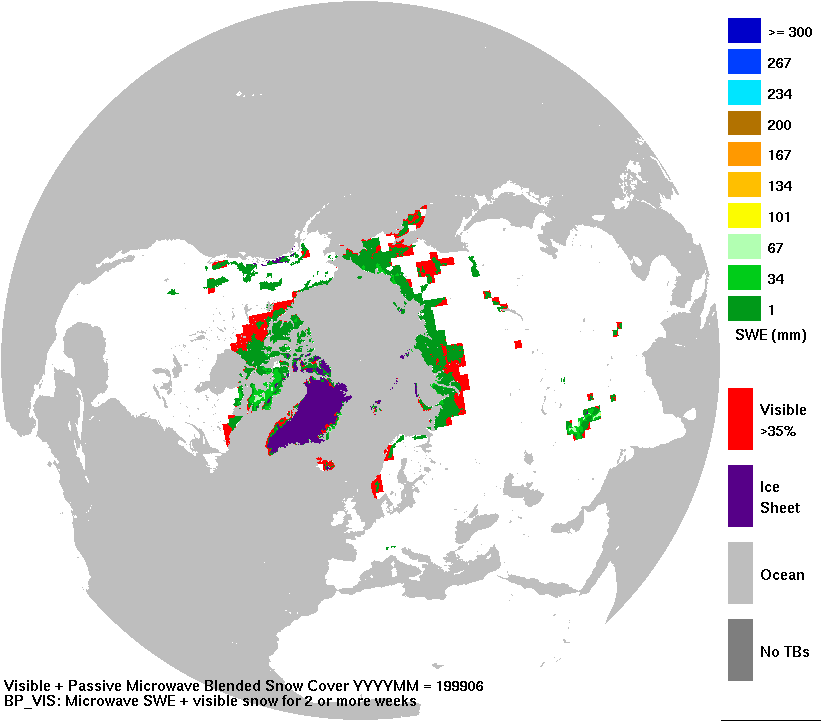 >= 300
267
234
200
167
134
101
67
34
1
SWE (mm)
Visible
>35%
Ice
Sheet
Ocean
No TBs
Visible + Passive Microwave Blended Snow Cover YYYYMM = 199906
BP_VIS: Microwave SWE + visible snow for 2 or more weeks